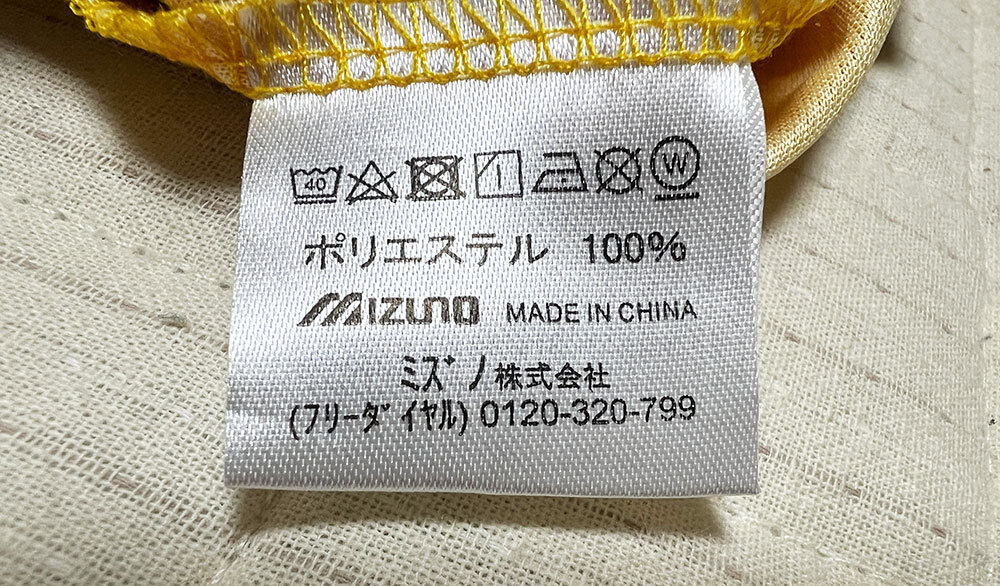 40 W
ポリエステル 100%
MIZUNO MADE IN CHINA
ミズノ株式会社
(フリーダイヤル) 0120-320-799